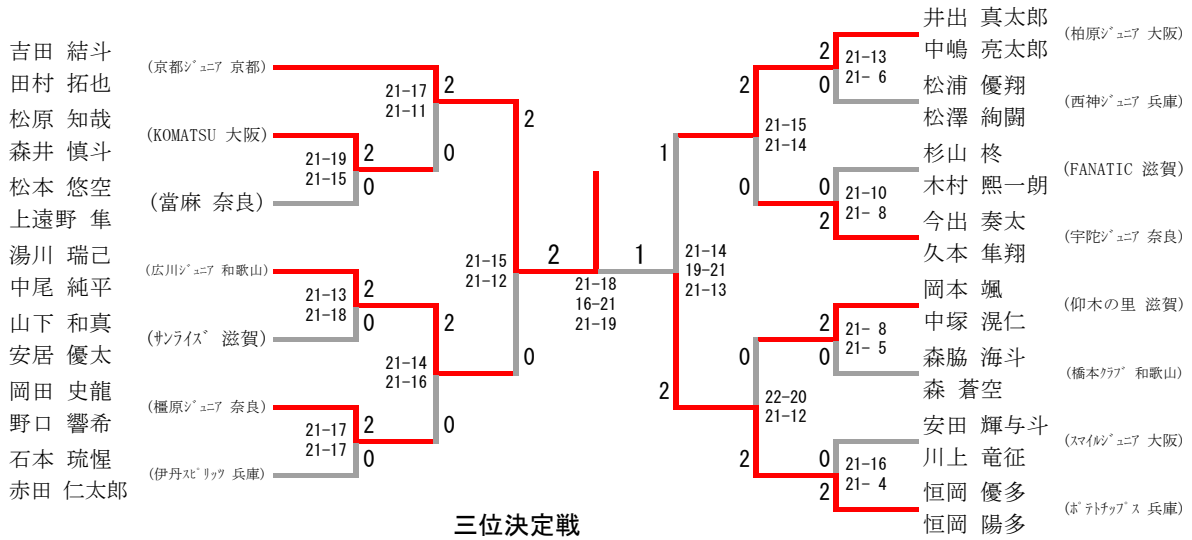 吉田 結斗
田村 拓也
(京都ジュニア 京都)
松原 知哉
森井 慎斗
(KOMATSU 大阪)
松本 悠空
上遠野 隼
(當麻 奈良)
湯川 瑞己
中尾 純平
(広川ジュニア 和歌山)
山下 和真
安居 優太
(サンライズ 滋賀)
岡田 史龍
野口 響希
(橿原ジュニア 奈良)
石本 琉惺
赤田 仁太郎
(伊丹スピリッツ 兵庫)
21-17
21-11
2
0
21-19
21-15
2
0
21-13
21-18
2
0
21-14
21-16
2
0
21-17
21-17
2
0
21-15
21-12
2
0
2
1
21-18
16-21
21-19
1
2
21-14
19-21
21-13
2
0
21-15
21-14
0
2
22-20
21-12
2
0
21-13
21- 6
0
2
21-10
21- 8
2
0
21- 8
21- 5
0
2
21-16
21- 4
井出 真太郎
中嶋 亮太郎
(柏原ジュニア 大阪)
松浦 優翔
松澤 絢闘
(西神ジュニア 兵庫)
杉山 柊
木村 熙一朗
(FANATIC 滋賀)
今出 奏太
久本 隼翔
(宇陀ジュニア 奈良)
岡本 颯
中塚 滉仁
(仰木の里 滋賀)
森脇 海斗
森 蒼空
(橋本クラブ 和歌山)
安田 輝与斗
川上 竜征
(スマイルジュニア 大阪)
恒岡 優多
恒岡 陽多
(ポテトチップス 兵庫)
三位決定戦